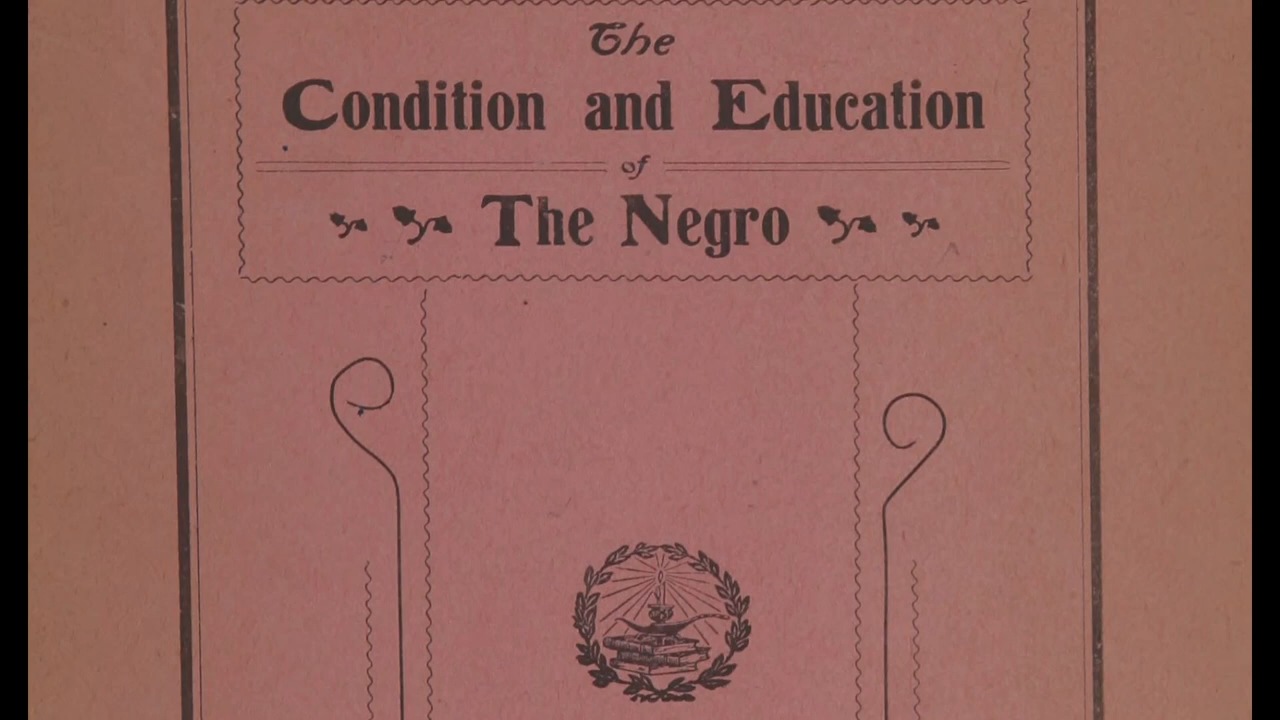 The
Condition and Education
of
The Negro